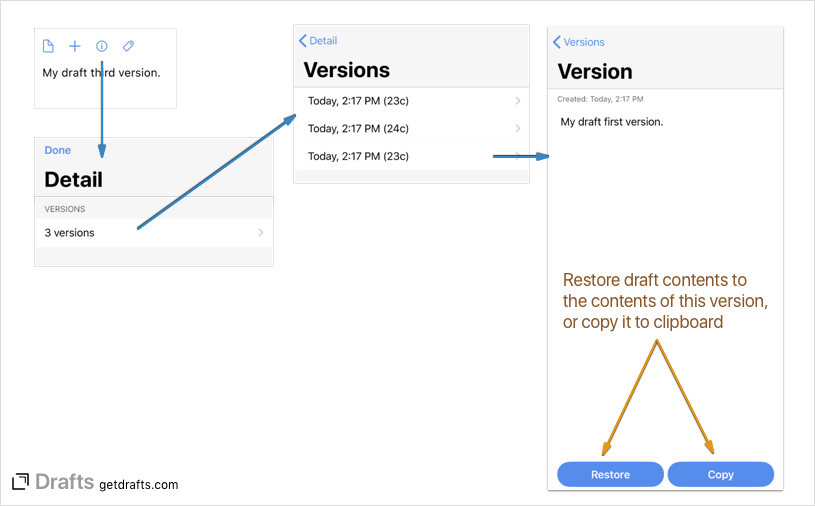 My draft third version.
Done
Detail
VERSIONS
3 versions
Detail
Versions
Today, 2:17 PM (23c)
Today, 2:17 PM (24c)
Today, 2:17 PM (23c)
Versions
Version
Created: Today, 2:17 PM
My draft first version.
Restore draft contents to
the contents of this version,
or copy it to clipboard
Restore
Copy
Drafts getdrafts.com